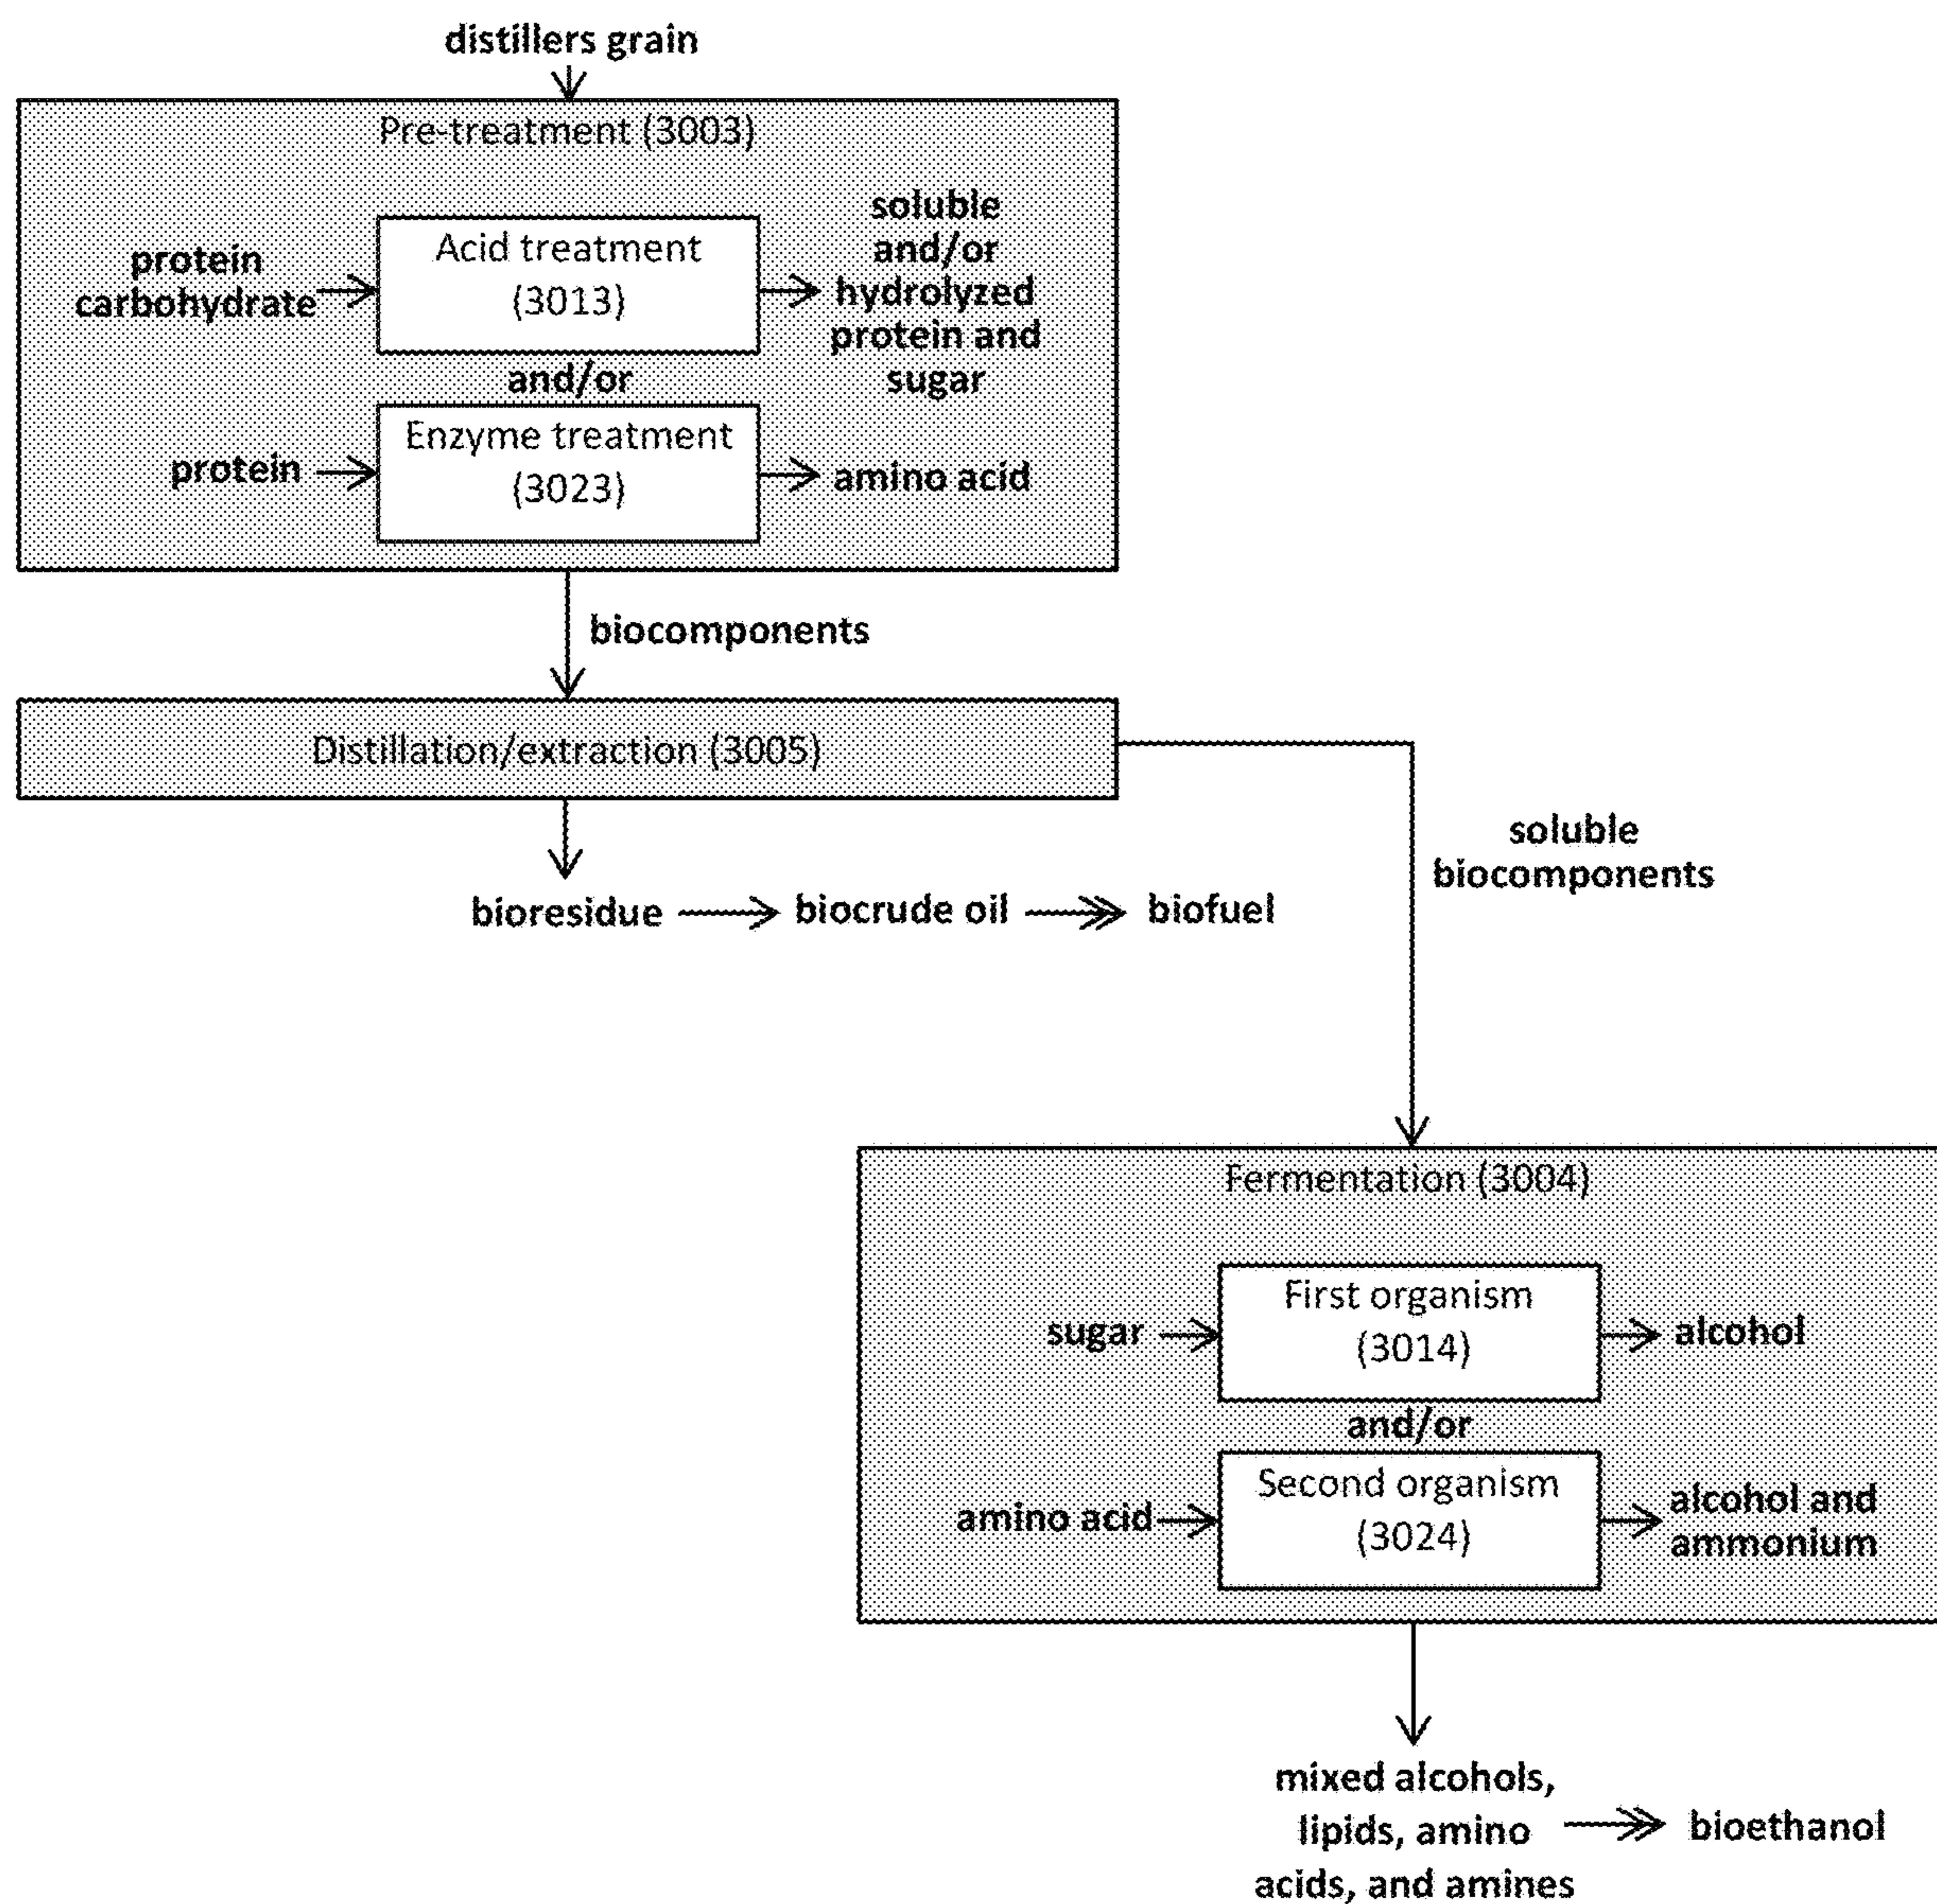 distillers grain
Pre-treatment (3003)
protein
carbohydrate
Acid treatment
(3013)
soluble
and/or
hydrolyzed
protein and
sugar
and/or
protein
Enzyme treatment
(3023)
amino acid
biocomponents
Distillation/extraction (3005)
soluble
biocomponents
bioresidue
biocrude oil
biofuel
Fermentation (3004)
sugar
First organism
(3014)
alcohol
and/or
amino acid
Second organism
(3024)
alcohol and
ammonium
mixed alcohols,
lipids, amino
acids, and amines
bioethanol